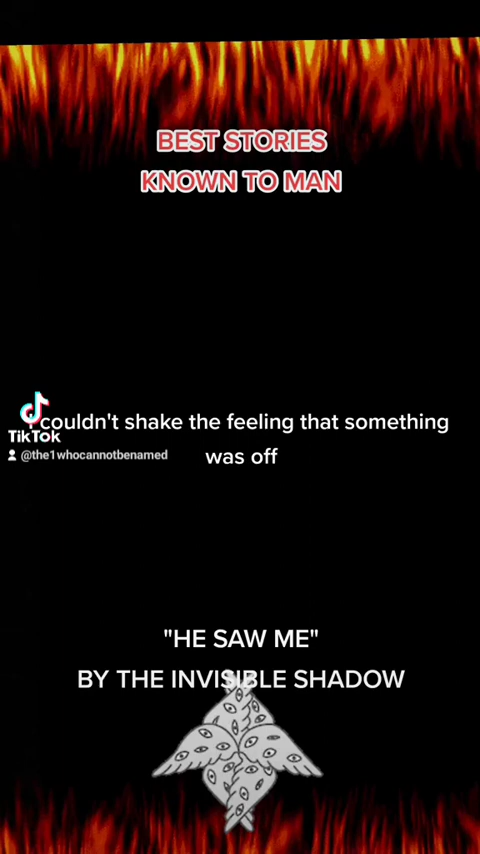 BEST STORIES
KNOWN TO MAN
couldn't shake the feeling that something
was off
TikTok
@the1whocannotbenamed
"HE SAW ME"
BY THE INVISIBLE SHADOW